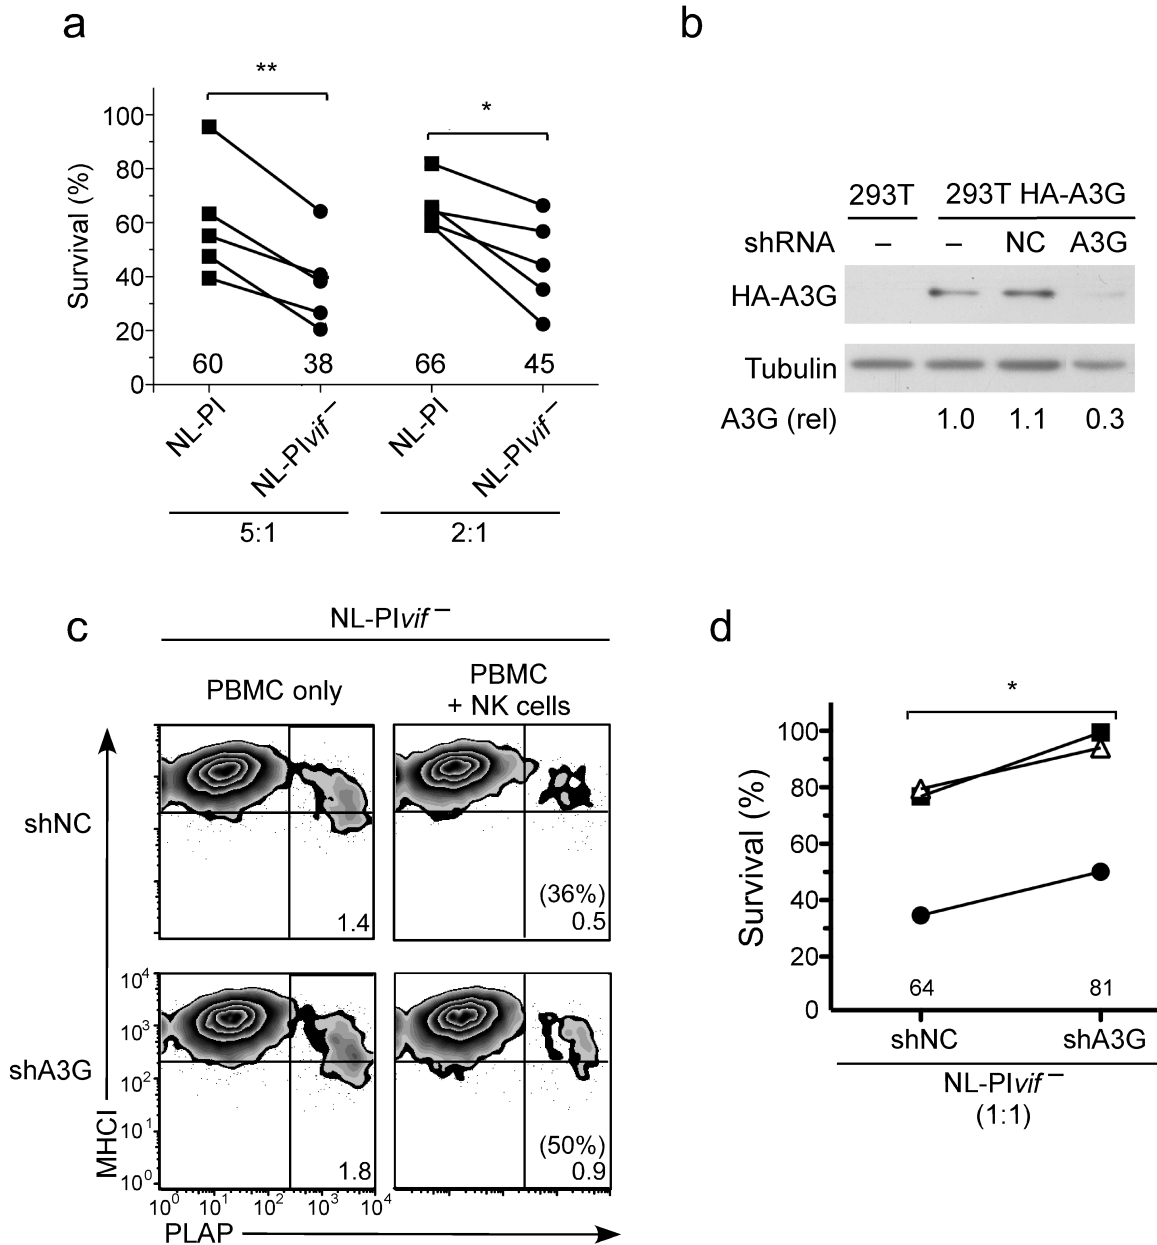 a
**
*
100
80
60
40
20
0
Survival (%)
60
38
66
45
NL-PI
NL-PIvif –
NL-PI
NL-PIvif –
5:1
2:1
b
293T
293T HA-A3G
shRNA
–
–
NC
A3G
HA-A3G
Tubulin
A3G (rel)
1.0
1.1
0.3
c
NL-PIvif –
PBMC only
PBMC
+ NK cells
shNC
1.4
(36%)
0.5
shA3G
10⁴
10³
10²
10¹
10⁰
MHCI
1.8
(50%)
0.9
10⁰
10¹
10²
10³
10⁴
PLAP
d
*
100
80
60
40
20
0
Survival (%)
64
81
shNC
shA3G
NL-PIvif –
(1:1)